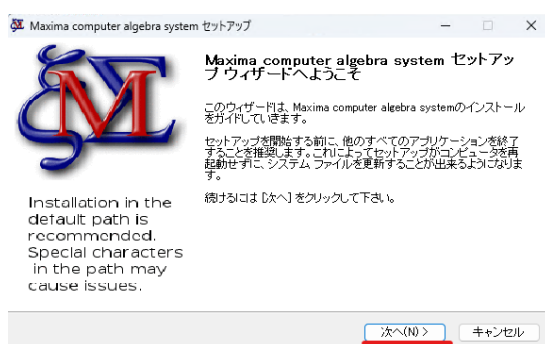 Maxima computer algebra system セットアップ
Maxima computer algebra system セットアッ
プ ウィザードへようこそ
このウィザードは、Maxima computer algebra systemのインストール
をガイドしていきます。
セットアップを開始する前に、他のすべてのアプリケーションを終了
することを推奨します。これによってセットアップがコンピュータを再
起動せずに、システム ファイルを更新することが出来るようになりま
す。
続けるには [次へ] をクリックして下さい。
Installation in the
default path is
recommended.
Special characters
in the path may
cause issues.
次へ(N) >
キャンセル